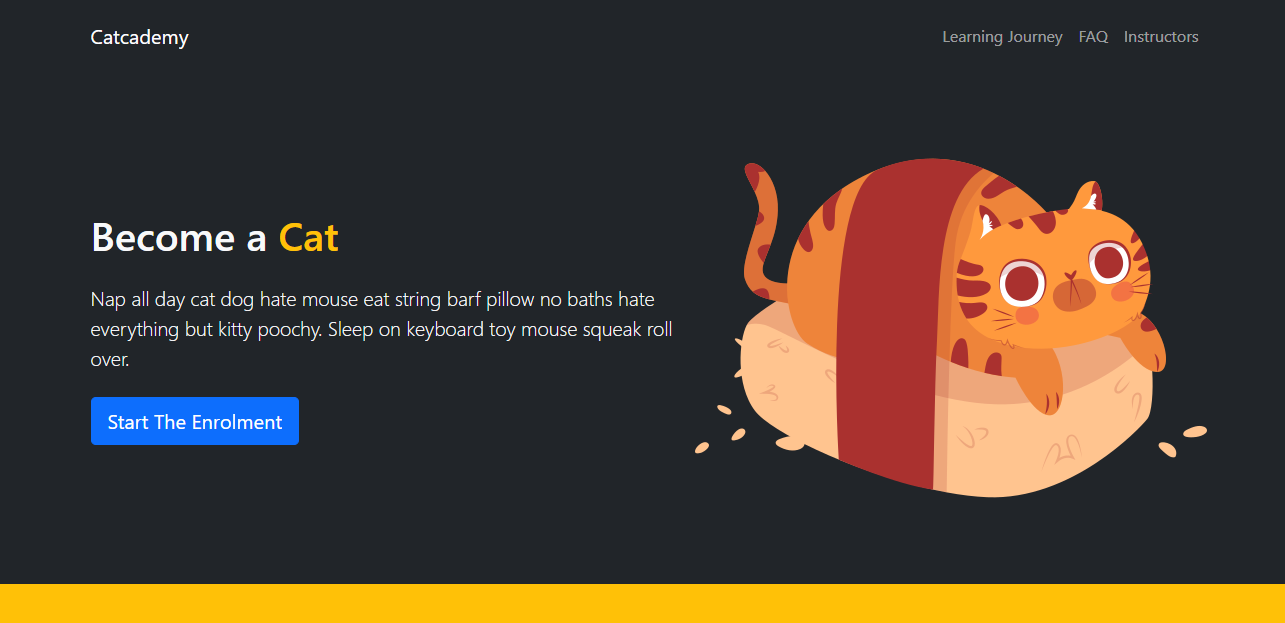 Catcademy
Learning Journey FAQ Instructors
Become a Cat
Nap all day cat dog hate mouse eat string barf pillow no baths hate
everything but kitty poochy. Sleep on keyboard toy mouse squeak roll
over.
Start The Enrolment